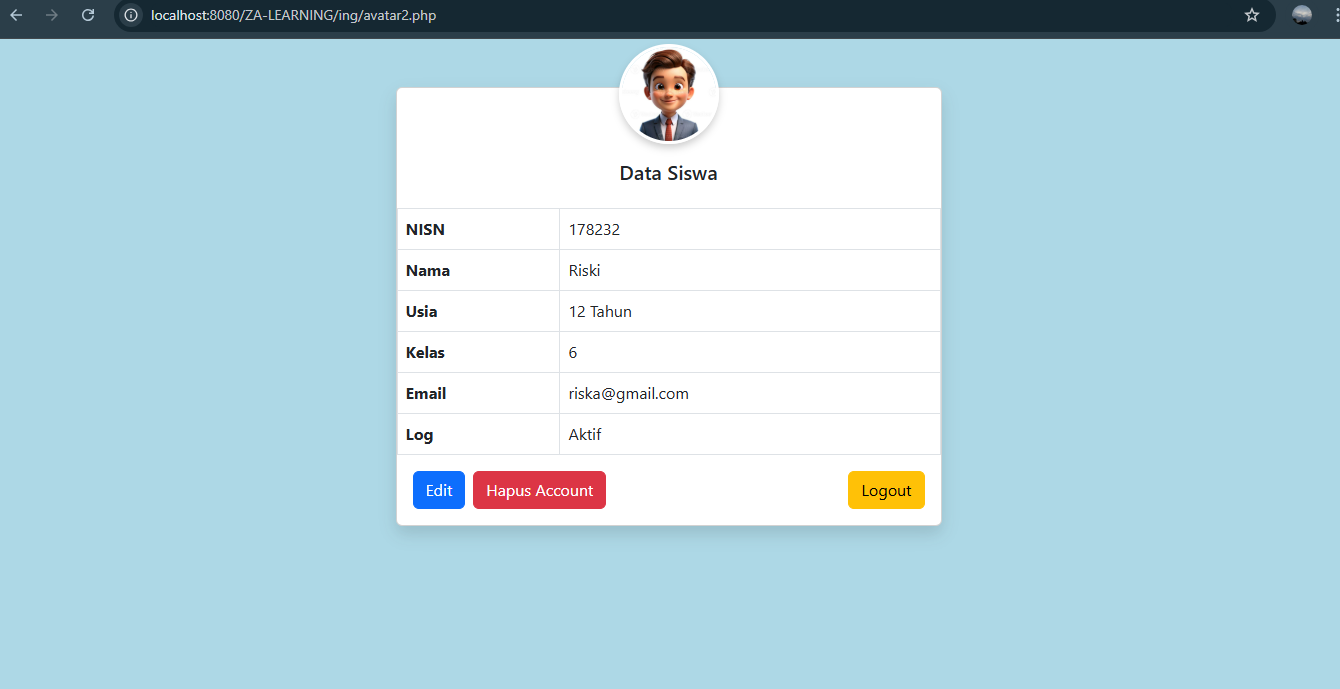 localhost:8080/ZA-LEARNING/ing/avatar2.php
Data Siswa
NISN 178232
Nama Riski
Usia 12 Tahun
Kelas 6
Email riska@gmail.com
Log Aktif
Edit Hapus Account Logout